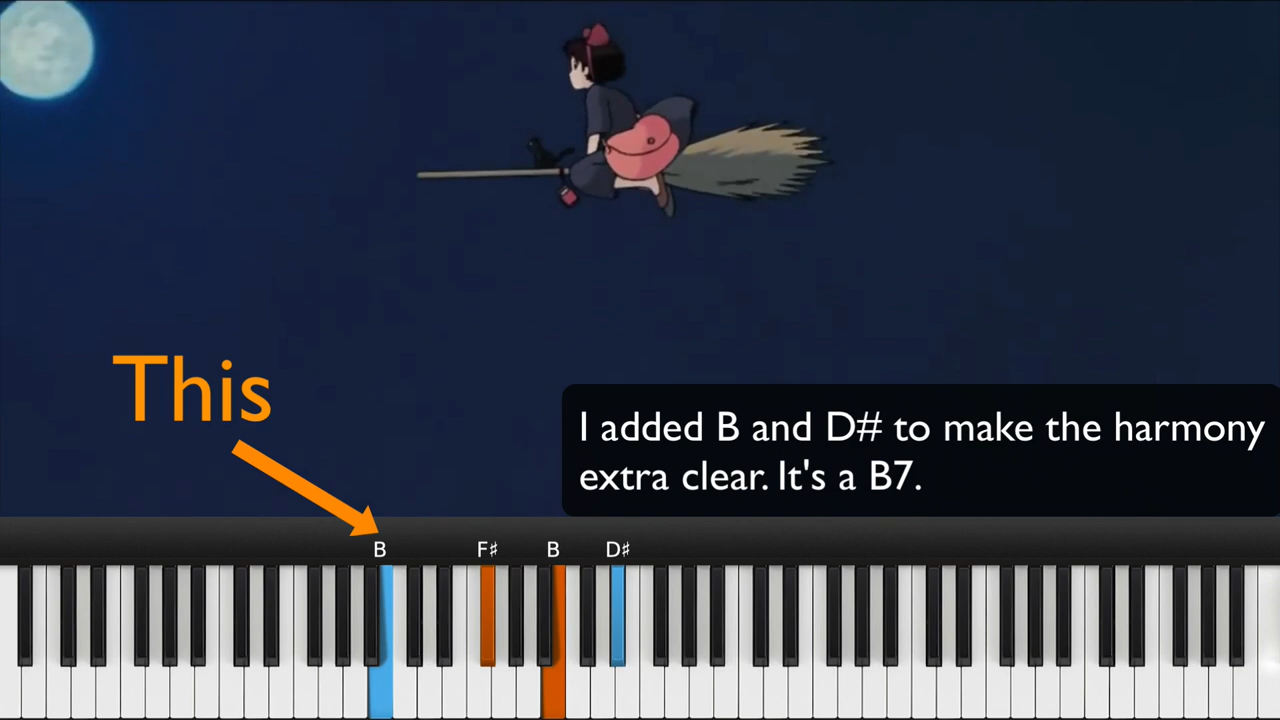 This
I added B and D# to make the harmony
extra clear. It's a B7.
B F♯ B D♯